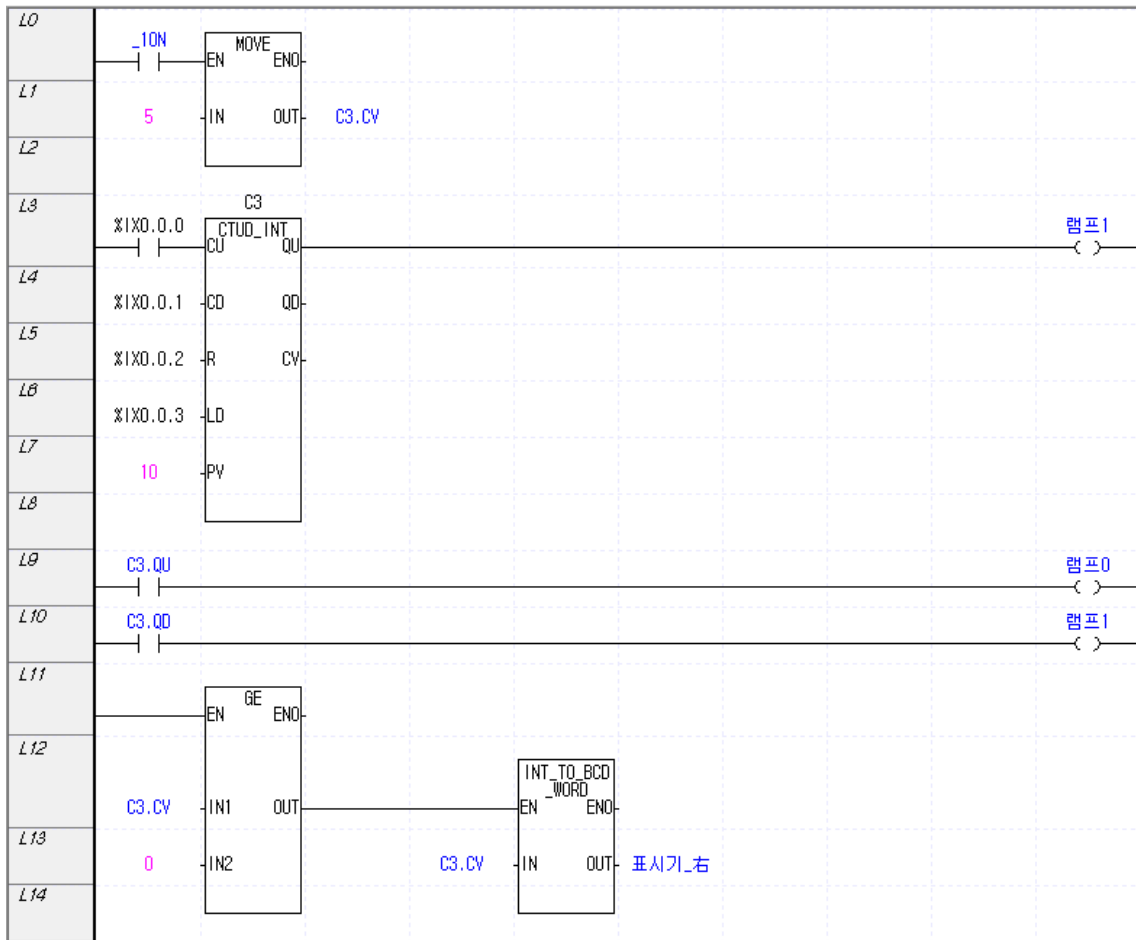 L0
_1ON
MOVE
EN ENO
L1
5 IN OUT C3.CV
L2
L3
C3
%IX0.0.0 CTUD_INT 램프1
CU QU
L4
%IX0.0.1 CD QD
L5
%IX0.0.2 R CV
L6
%IX0.0.3 LD
L7
10 PV
L8
L9
C3.QU 램프0
L10
C3.QD 램프1
L11
GE
EN ENO
L12
INT_TO_BCD
_WORD
C3.CV IN1 OUT EN ENO
L13
0 IN2 C3.CV IN OUT 표시기_右
L14